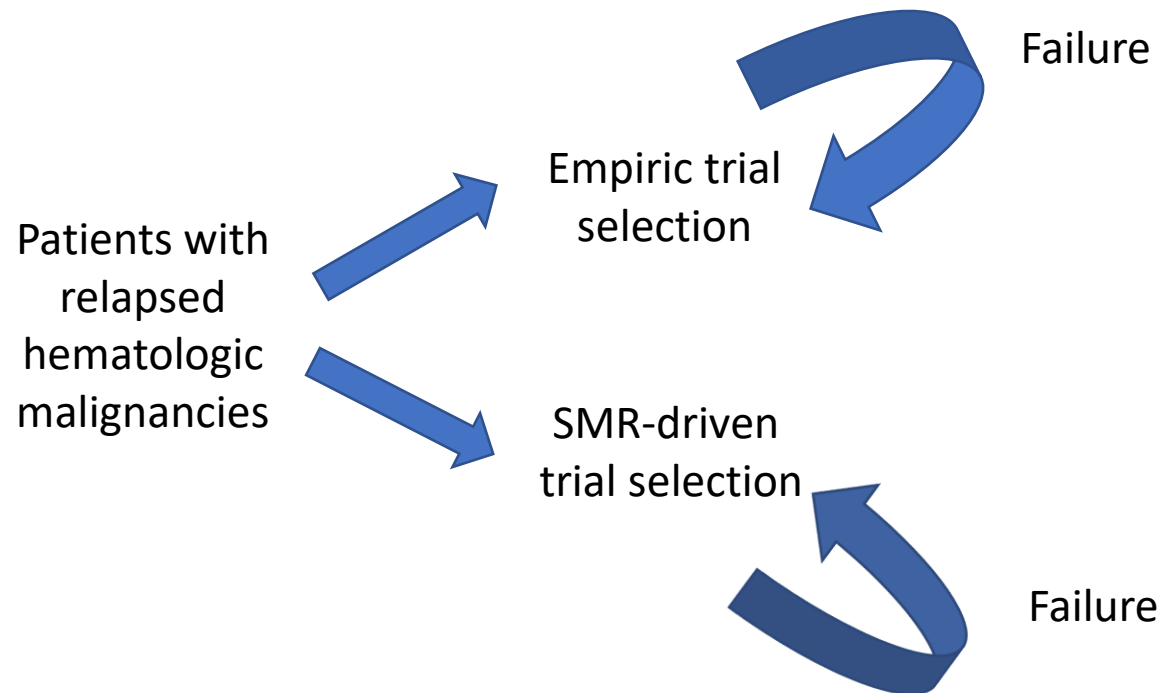 Patients with
relapsed
hematologic
malignancies
Empiric trial
selection
Failure
SMR-driven
trial selection
Failure